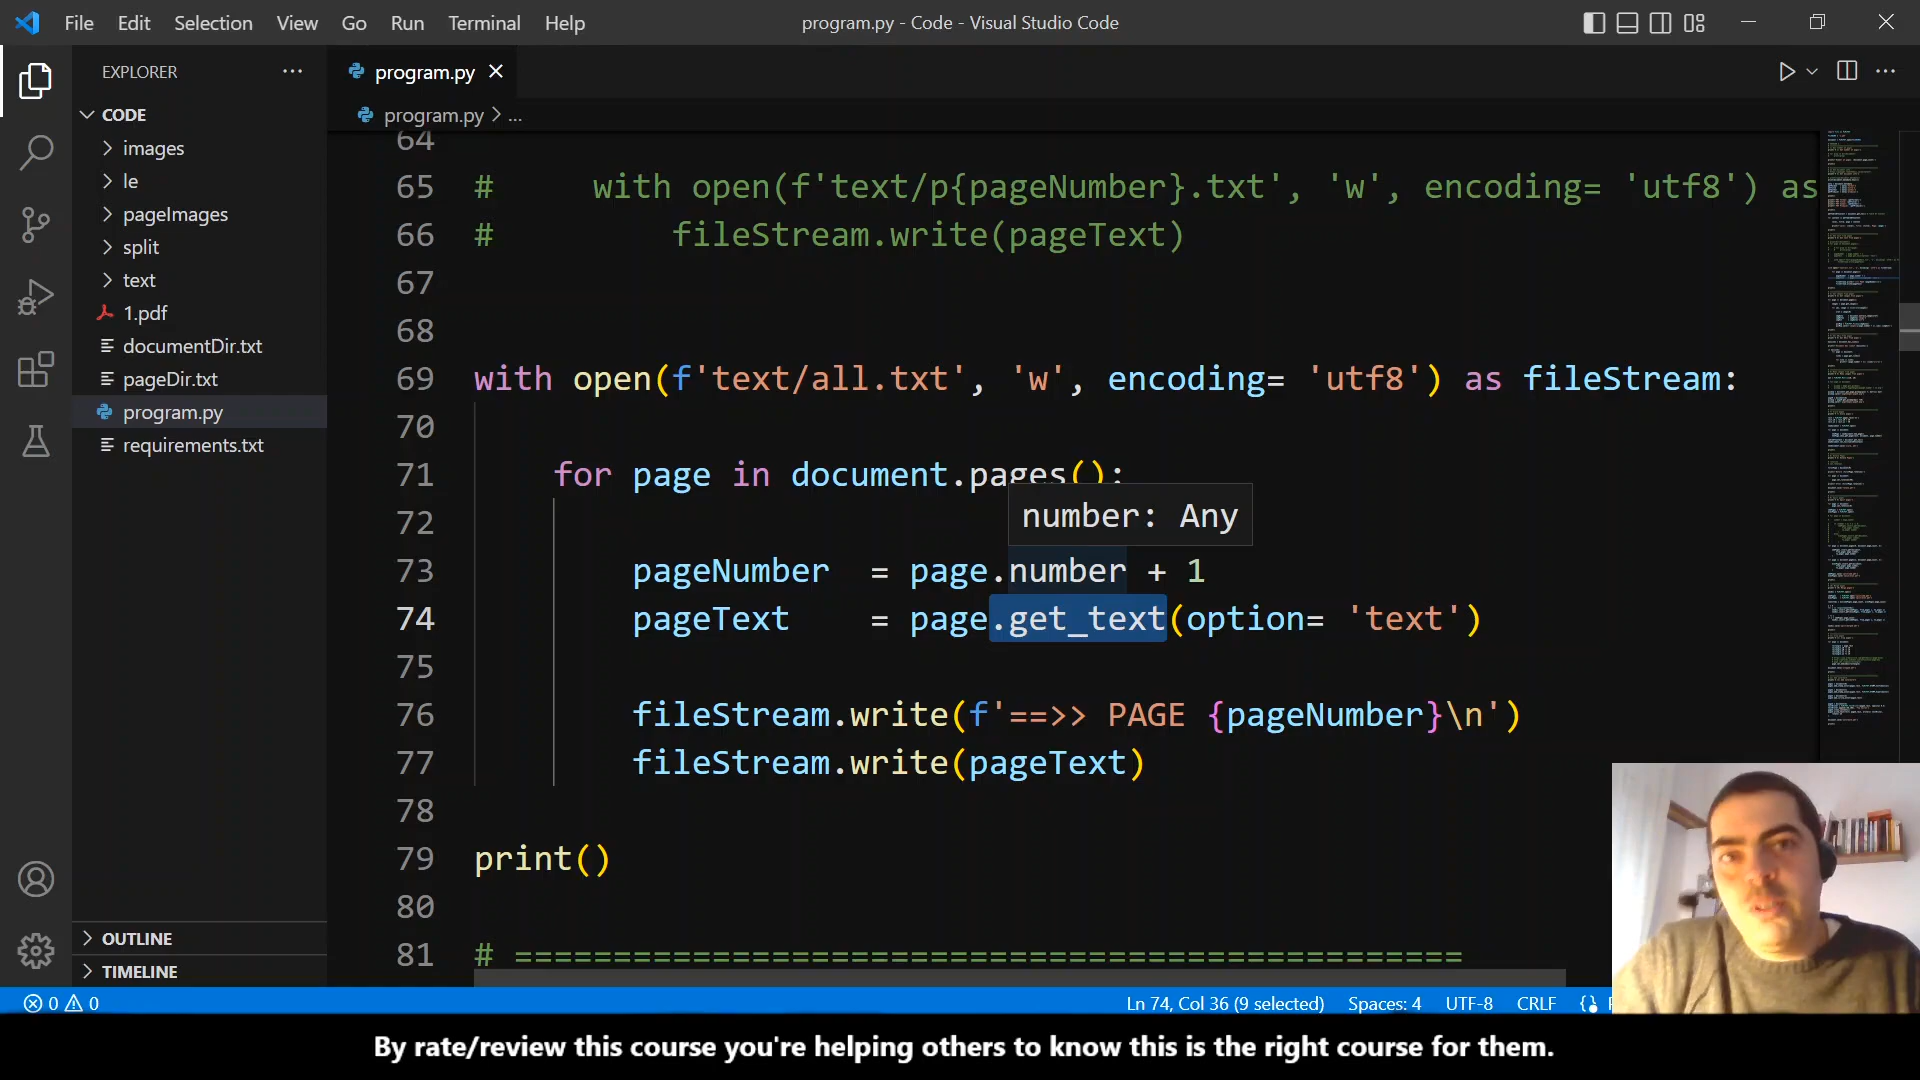 File Edit Selection View Go Run Terminal Help
program.py - Code - Visual Studio Code
EXPLORER
CODE
images
le
pageImages
split
text
1.pdf
documentDir.txt
pageDir.txt
program.py
requirements.txt
OUTLINE
TIMELINE
program.py
program.py > ...
64
65 #     with open(f'text/p{pageNumber}.txt', 'w', encoding= 'utf8') as
66 #         fileStream.write(pageText)
67
68
69 with open(f'text/all.txt', 'w', encoding= 'utf8') as fileStream:
70
71     for page in document.pages():
number: Any
72
73         pageNumber  = page.number + 1
74         pageText    = page.get_text(option= 'text')
75
76         fileStream.write(f'==>> PAGE {pageNumber}\n')
77         fileStream.write(pageText)
78
79 print()
80
81 # ================================================
0 0
Ln 74, Col 36 (9 selected) Spaces: 4 UTF-8 CRLF
By rate/review this course you're helping others to know this is the right course for them.